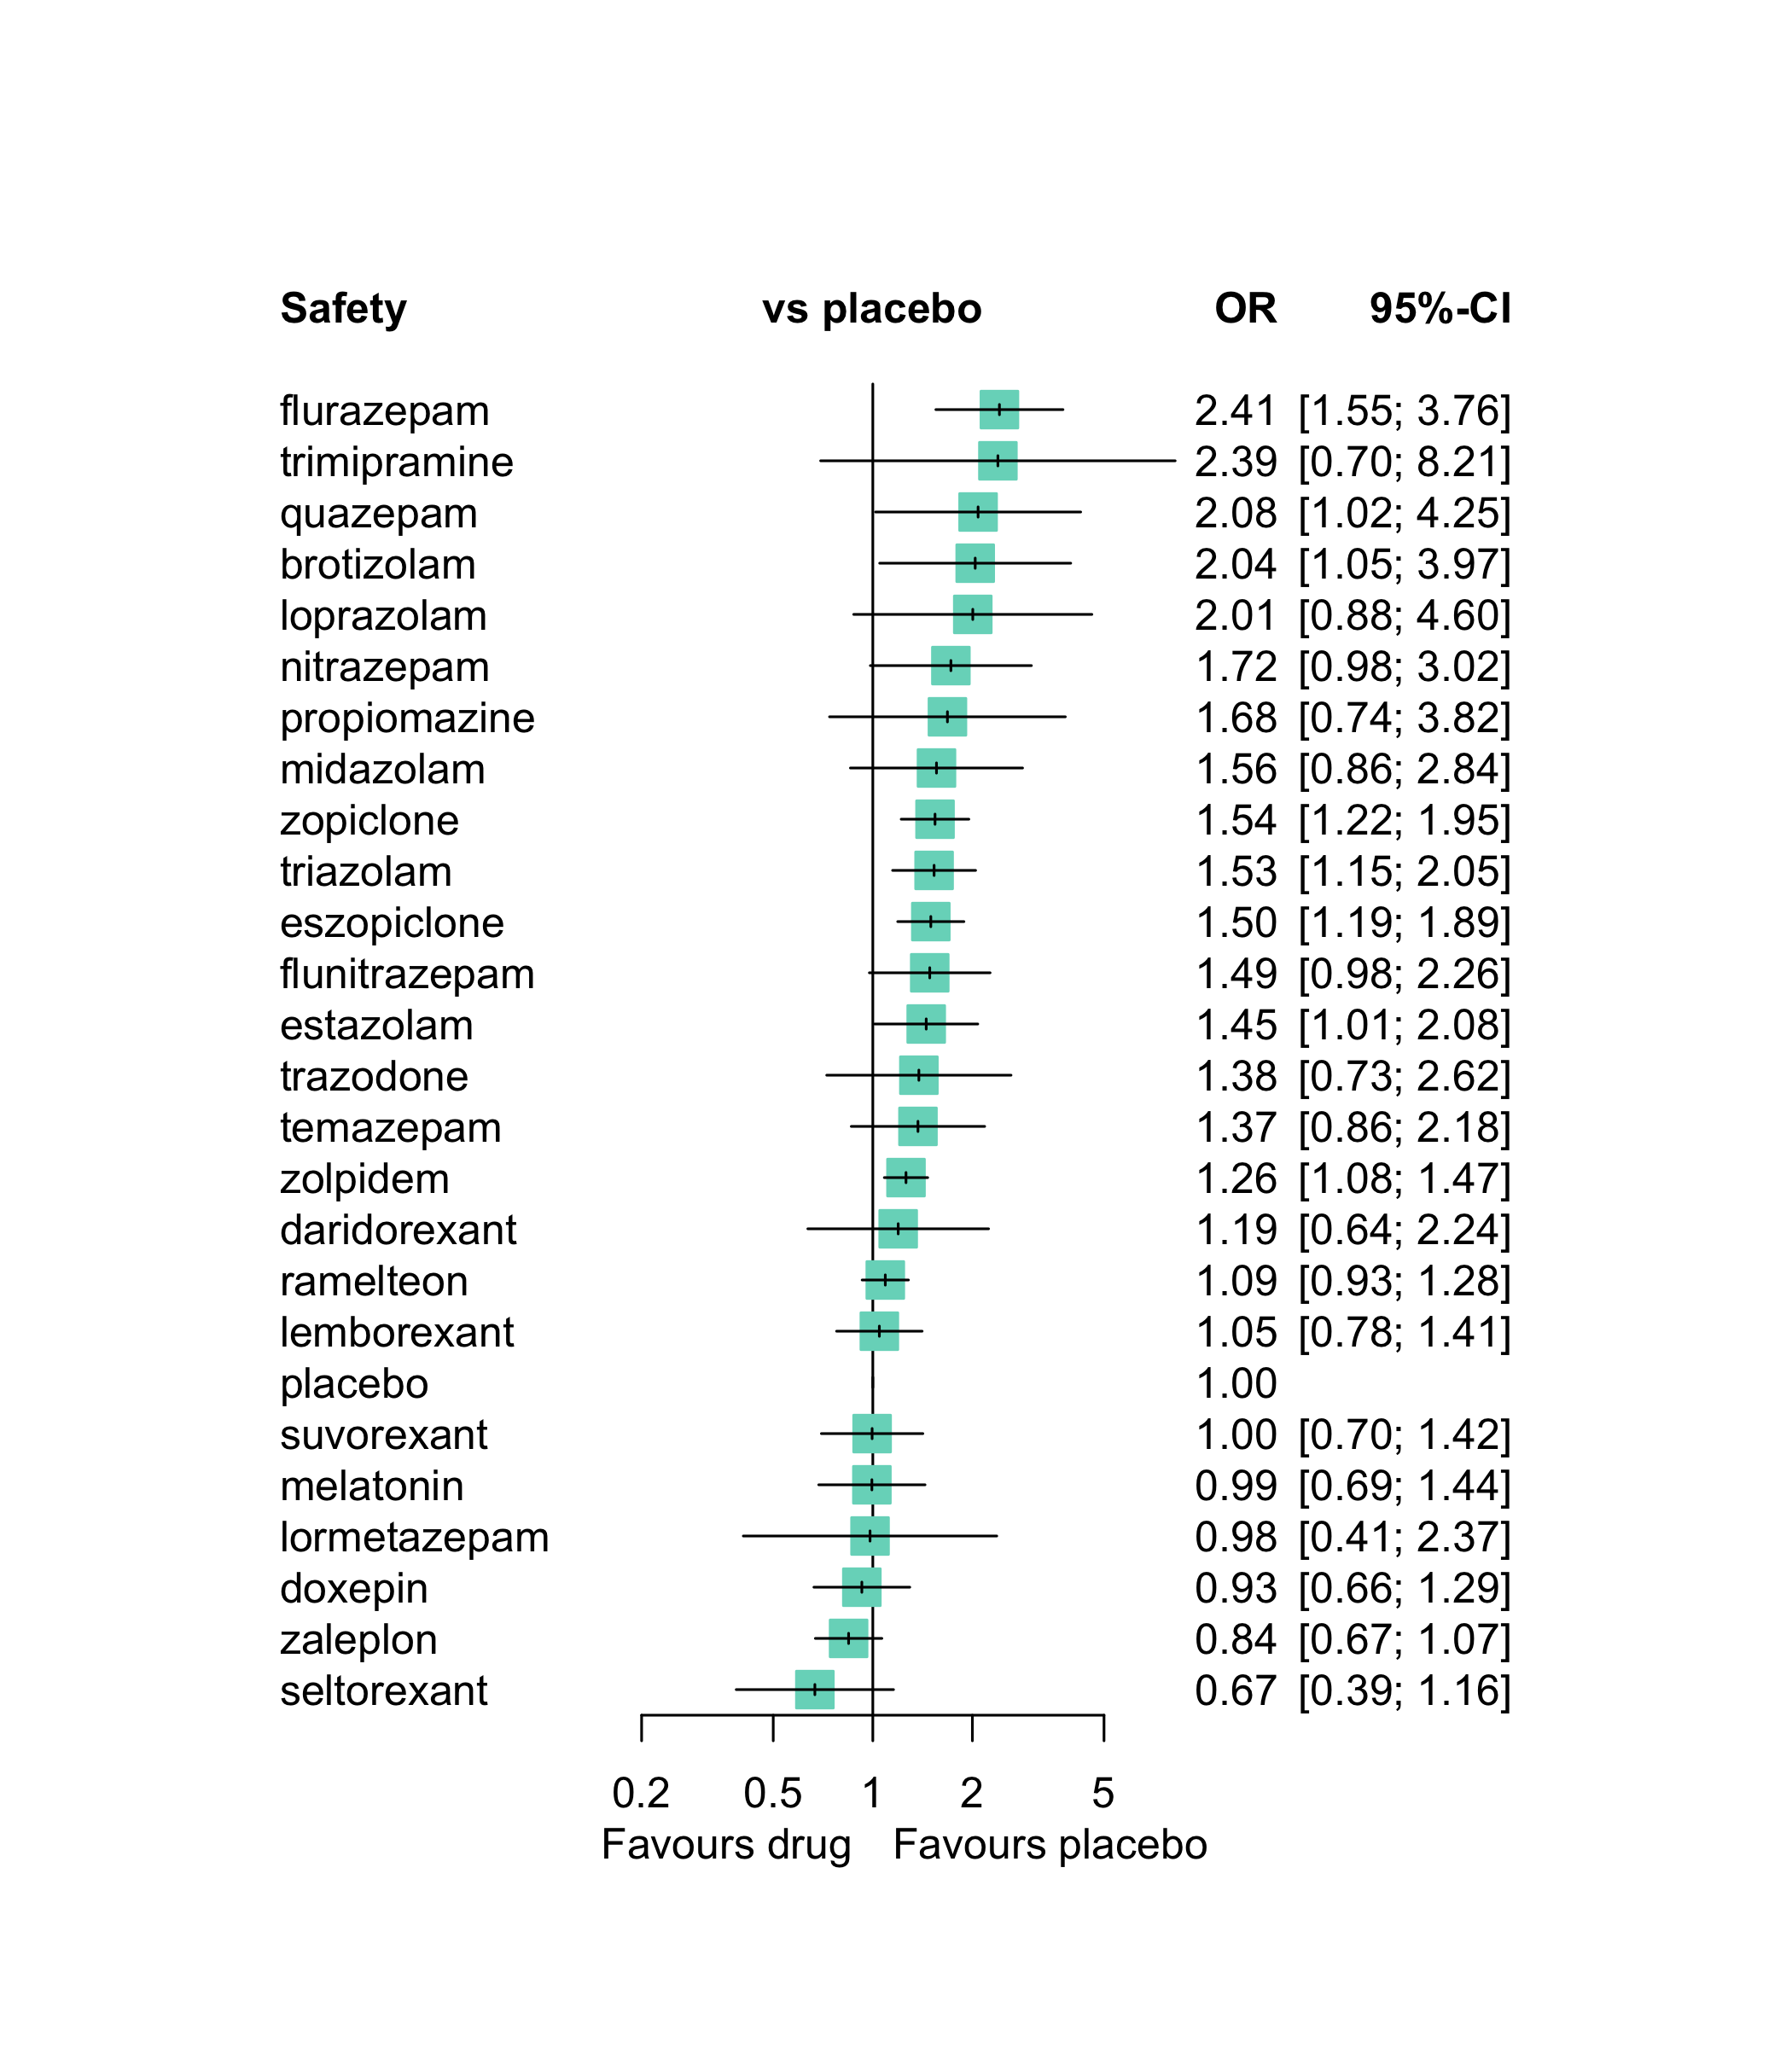 Safety vs placebo OR 95%-CI
flurazepam 2.41 [1.55; 3.76]
trimipramine 2.39 [0.70; 8.21]
quazepam 2.08 [1.02; 4.25]
brotizolam 2.04 [1.05; 3.97]
loprazolam 2.01 [0.88; 4.60]
nitrazepam 1.72 [0.98; 3.02]
propiomazine 1.68 [0.74; 3.82]
midazolam 1.56 [0.86; 2.84]
zopiclone 1.54 [1.22; 1.95]
triazolam 1.53 [1.15; 2.05]
eszopiclone 1.50 [1.19; 1.89]
flunitrazepam 1.49 [0.98; 2.26]
estazolam 1.45 [1.01; 2.08]
trazodone 1.38 [0.73; 2.62]
temazepam 1.37 [0.86; 2.18]
zolpidem 1.26 [1.08; 1.47]
daridorexant 1.19 [0.64; 2.24]
ramelteon 1.09 [0.93; 1.28]
lemborexant 1.05 [0.78; 1.41]
placebo 1.00
suvorexant 1.00 [0.70; 1.42]
melatonin 0.99 [0.69; 1.44]
lormetazepam 0.98 [0.41; 2.37]
doxepin 0.93 [0.66; 1.29]
zaleplon 0.84 [0.67; 1.07]
seltorexant 0.67 [0.39; 1.16]
0.2 0.5 1 2 5
Favours drug Favours placebo